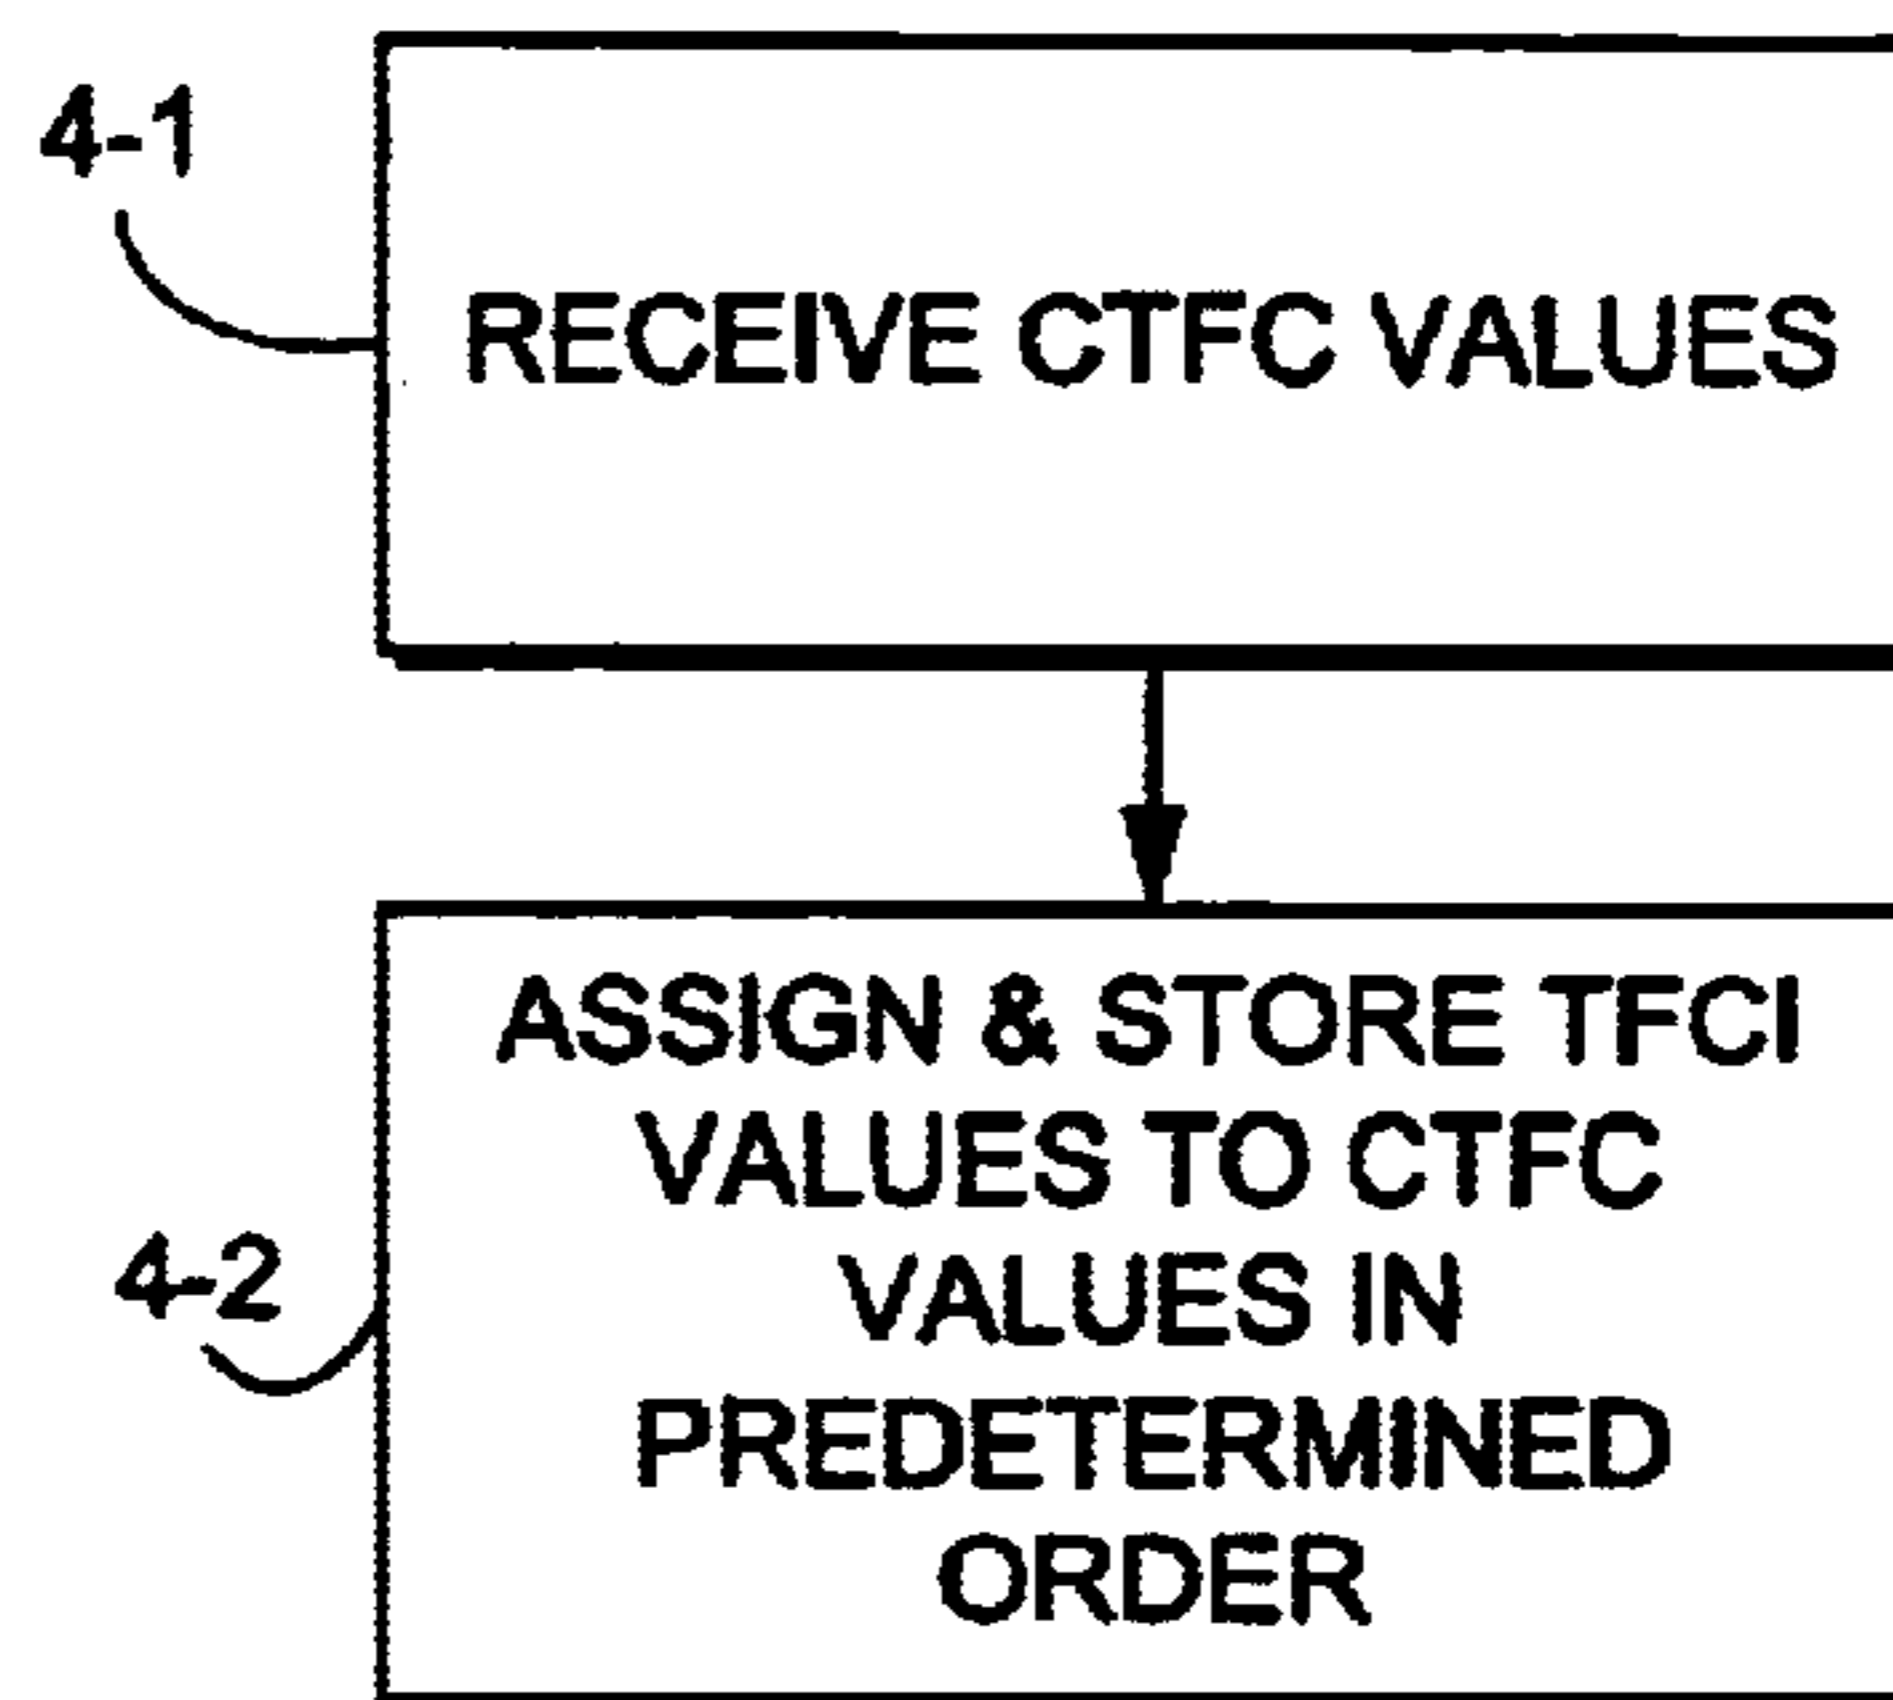 4-1
RECEIVE CTFC VALUES
ASSIGN & STORE TFCI
VALUES TO CTFC
VALUES IN
PREDETERMINED
ORDER
4-2